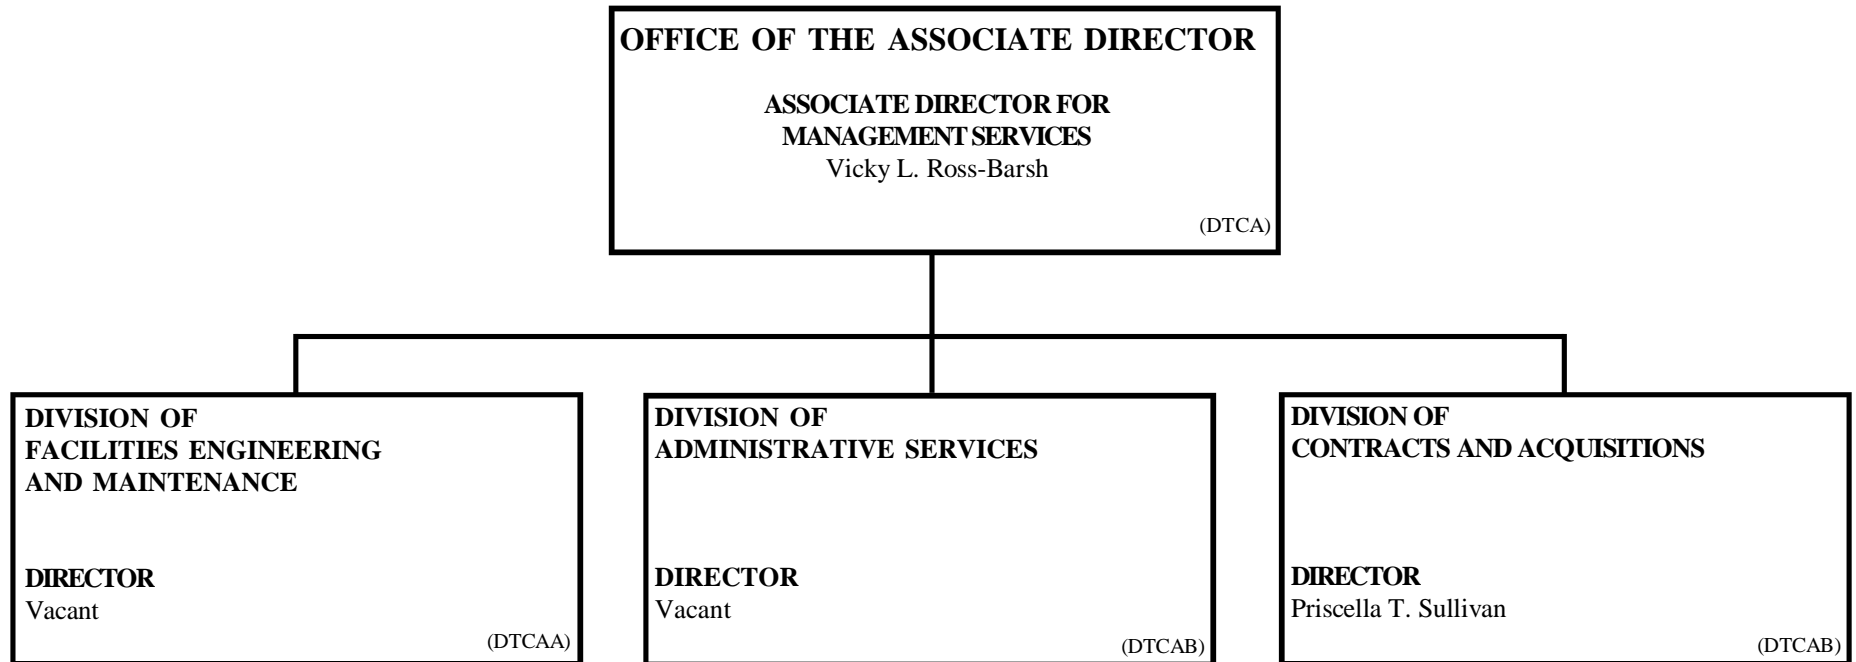 OFFICE OF THE ASSOCIATE DIRECTOR
ASSOCIATE DIRECTOR FOR
MANAGEMENT SERVICES
Vicky L. Ross-Barsh
(DTCA)
DIVISION OF
FACILITIES ENGINEERING
AND MAINTENANCE
DIRECTOR
Vacant
(DTCAA)
DIVISION OF
ADMINISTRATIVE SERVICES
DIRECTOR
Vacant
(DTCAB)
DIVISION OF
CONTRACTS AND ACQUISITIONS
DIRECTOR
Priscella T. Sullivan
(DTCAB)